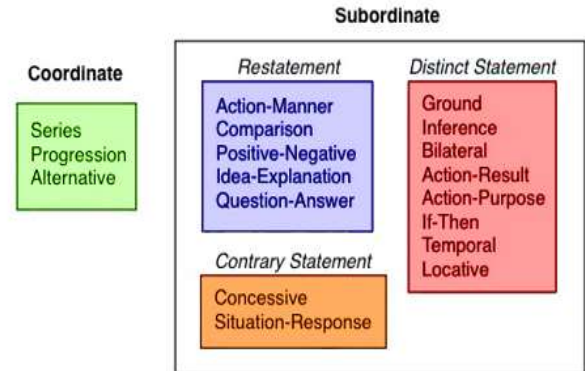 Subordinate
Coordinate
Series
Progression
Alternative
Restatement
Action-Manner
Comparison
Positive-Negative
Idea-Explanation
Question-Answer
Contrary Statement
Concessive
Situation-Response
Distinct Statement
Ground
Inference
Bilateral
Action-Result
Action-Purpose
If-Then
Temporal
Locative